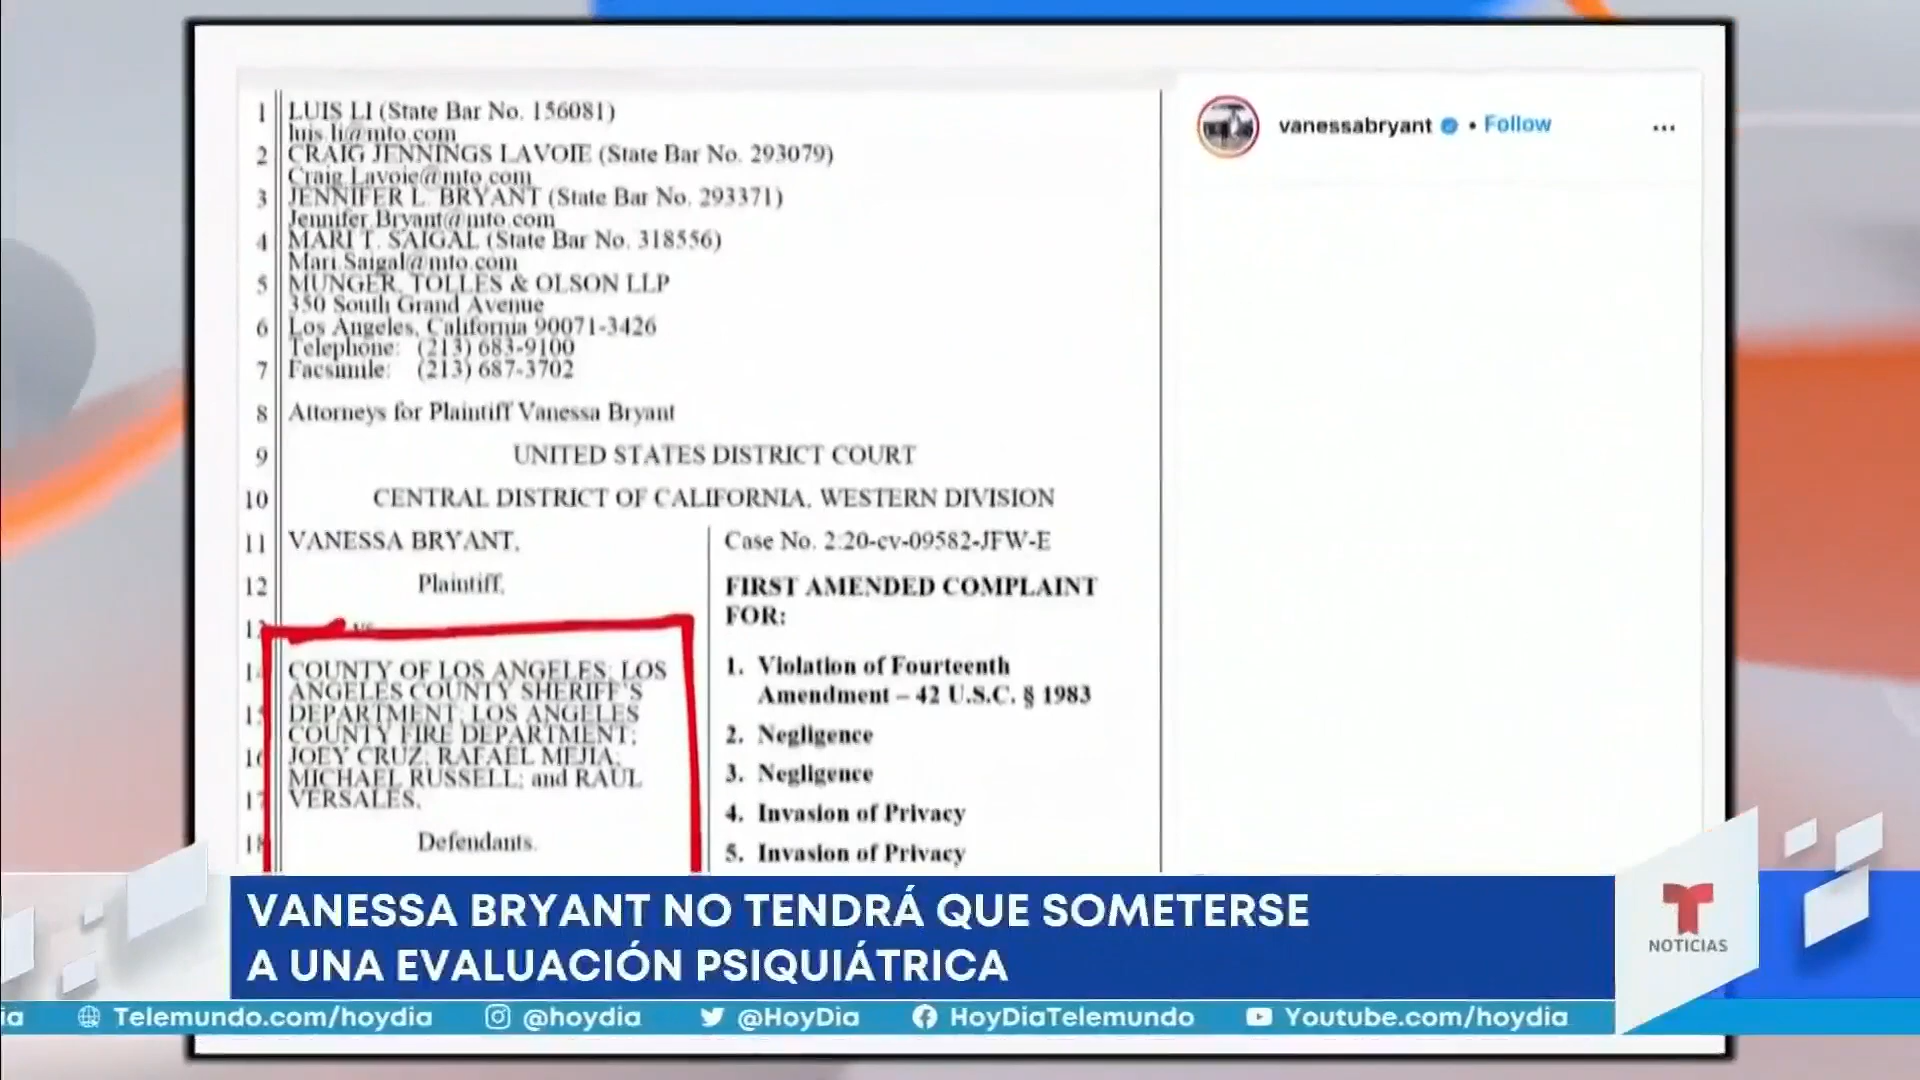 1 LUIS LI (State Bar No. 156081)
luis.li@mto.com
2 CRAIG JENNINGS LAVOIE (State Bar No. 293079)
Craig.Lavoie@mto.com
3 JENNIFER L. BRYANT (State Bar No. 293371)
Jennifer.Bryant@mto.com
4 MARI T. SAIGAL (State Bar No. 318556)
Mari.Saigal@mto.com
5 MUNGER, TOLLES & OLSON LLP
350 South Grand Avenue
6 Los Angeles, California 90071-3426
Telephone: (213) 683-9100
7 Facsimile: (213) 687-3702
8 Attorneys for Plaintiff Vanessa Bryant
9 UNITED STATES DISTRICT COURT
10 CENTRAL DISTRICT OF CALIFORNIA, WESTERN DIVISION
11 VANESSA BRYANT,
12 Plaintiff,
vs.
14 COUNTY OF LOS ANGELES; LOS
ANGELES COUNTY SHERIFF'S
15 DEPARTMENT; LOS ANGELES
COUNTY FIRE DEPARTMENT;
16 JOEY CRUZ; RAFAEL MEJIA;
MICHAEL RUSSELL; and RAUL
17 VERSALES,
18 Defendants.
Case No. 2:20-cv-09582-JFW-E
FIRST AMENDED COMPLAINT
FOR:
1. Violation of Fourteenth
Amendment – 42 U.S.C. § 1983
2. Negligence
3. Negligence
4. Invasion of Privacy
5. Invasion of Privacy
vanessabryant • Follow ...
VANESSA BRYANT NO TENDRÁ QUE SOMETERSE
A UNA EVALUACIÓN PSIQUIÁTRICA
NOTICIAS
ia Telemundo.com/hoydia @hoydia @HoyDia HoyDiaTelemundo Youtube.com/hoydia